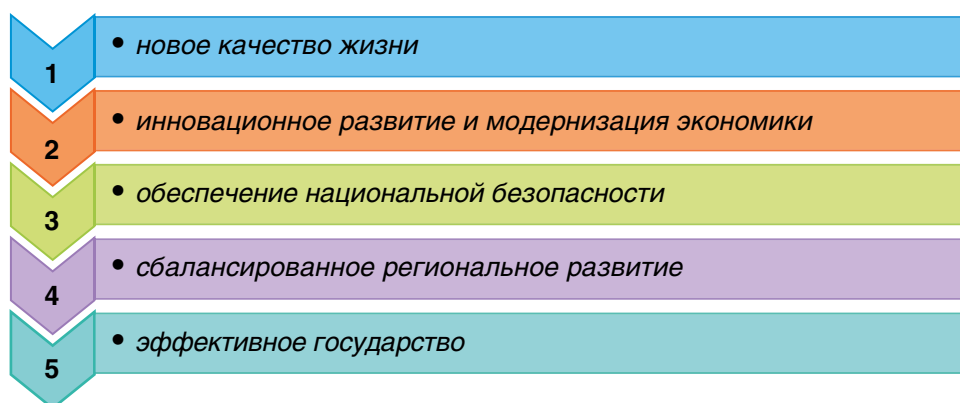 1
• новое качество жизни
2
• инновационное развитие и модернизация экономики
3
• обеспечение национальной безопасности
4
• сбалансированное региональное развитие
5
• эффективное государство